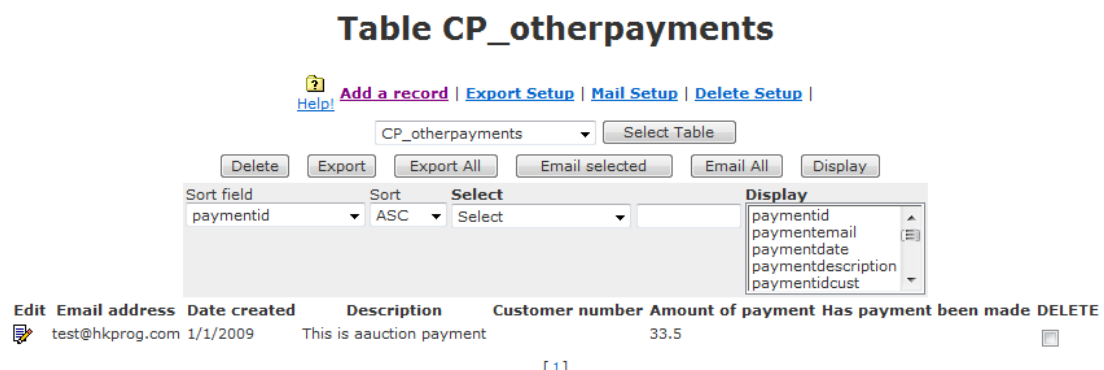 Table CP_otherpayments
Help! Add a record | Export Setup | Mail Setup | Delete Setup |
CP_otherpayments Select Table
Delete Export Export All Email selected Email All Display
Sort field Sort Select Display
paymentid ASC Select paymentid
paymentemail
paymentdate
paymentdescription
paymentidcust
Edit Email address Date created Description Customer number Amount of payment Has payment been made DELETE
test@hkprog.com 1/1/2009 This is aauction payment 33.5
[ 1]